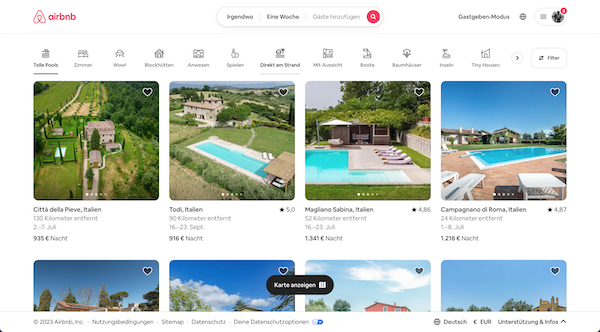 airbnb
Irgendwo Eine Woche Gäste hinzufügen
Gastgeben-Modus
Tolle Pools Zimmer Wow! Blockhütten Anwesen Spielen Direkt am Strand Mit Aussicht Boote Baumhäuser Inseln Tiny Houses Filter
Città della Pieve, Italien
130 Kilometer entfernt
2.–7. Juli
935 € Nacht
Todi, Italien 5,0
90 Kilometer entfernt
16.–23. Sept.
916 € Nacht
Magliano Sabina, Italien 4,86
52 Kilometer entfernt
16.–23. Juli
1.341 € Nacht
Campagnano di Roma, Italien 4,87
24 Kilometer entfernt
1.–8. Juli
1.218 € Nacht
Karte anzeigen
© 2023 Airbnb, Inc. · Nutzungsbedingungen · Sitemap · Datenschutz · Deine Datenschutzoptionen Deutsch € EUR Unterstützung & Infos